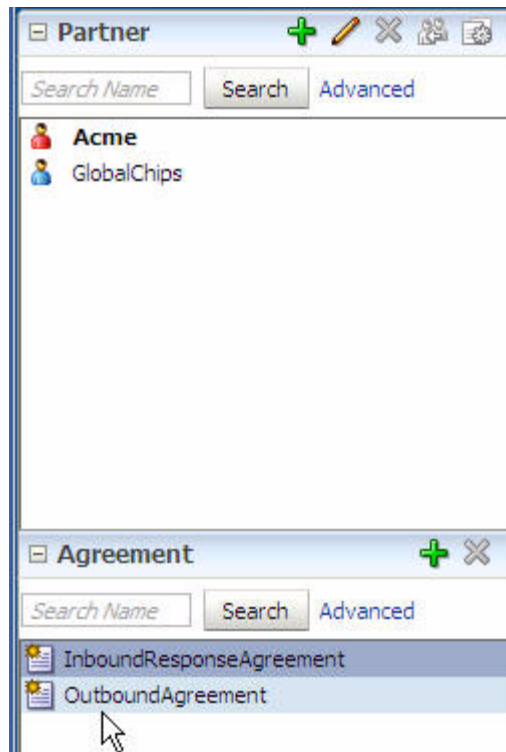 Partner
Search Name Search Advanced
Acme
GlobalChips
Agreement
Search Name Search Advanced
InboundResponseAgreement
OutboundAgreement